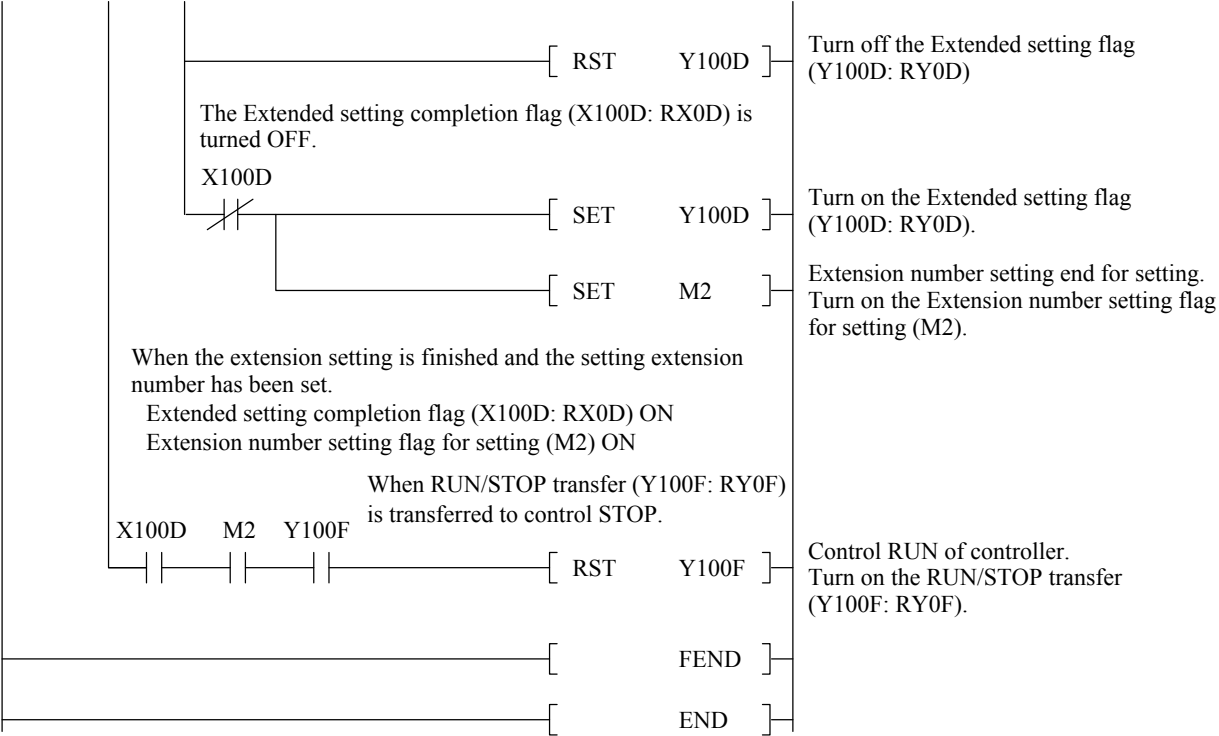 RST Y100D
Turn off the Extended setting flag
(Y100D: RY0D)
The Extended setting completion flag (X100D: RX0D) is
turned OFF.
X100D
SET Y100D
Turn on the Extended setting flag
(Y100D: RY0D).
SET M2
Extension number setting end for setting.
Turn on the Extension number setting flag
for setting (M2).
When the extension setting is finished and the setting extension
number has been set.
Extended setting completion flag (X100D: RX0D) ON
Extension number setting flag for setting (M2) ON
When RUN/STOP transfer (Y100F: RY0F)
is transferred to control STOP.
X100D M2 Y100F
RST Y100F
Control RUN of controller.
Turn on the RUN/STOP transfer
(Y100F: RY0F).
FEND
END